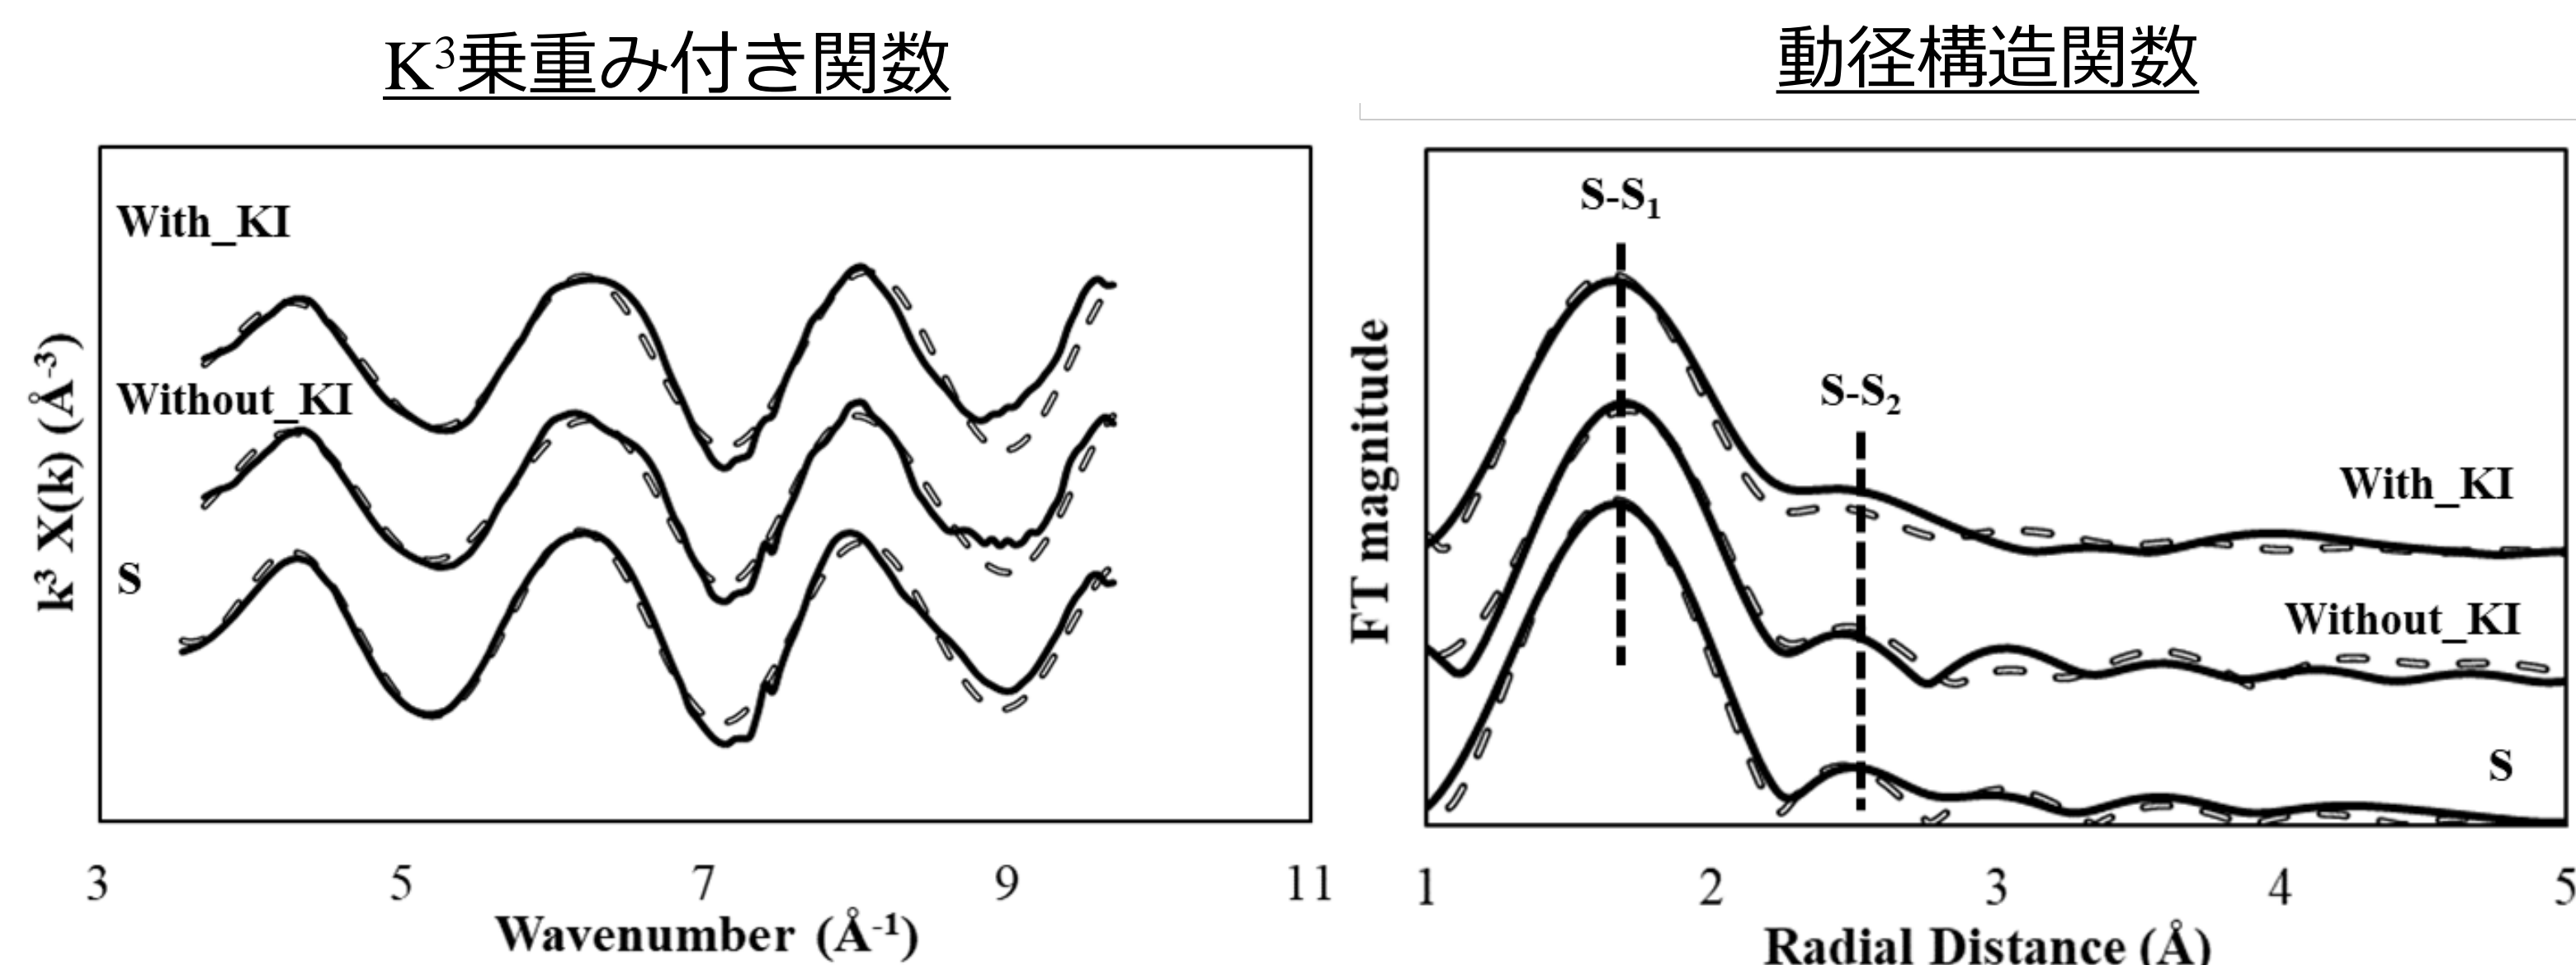 K³乗重み付き関数
動径構造関数
With_KI
Without_KI
S
k³ X(k) (Å⁻³)
3 5 7 9 11
Wavenumber (Å⁻¹)
S-S₁
S-S₂
With_KI
Without_KI
S
FT magnitude
1 2 3 4 5
Radial Distance (Å)